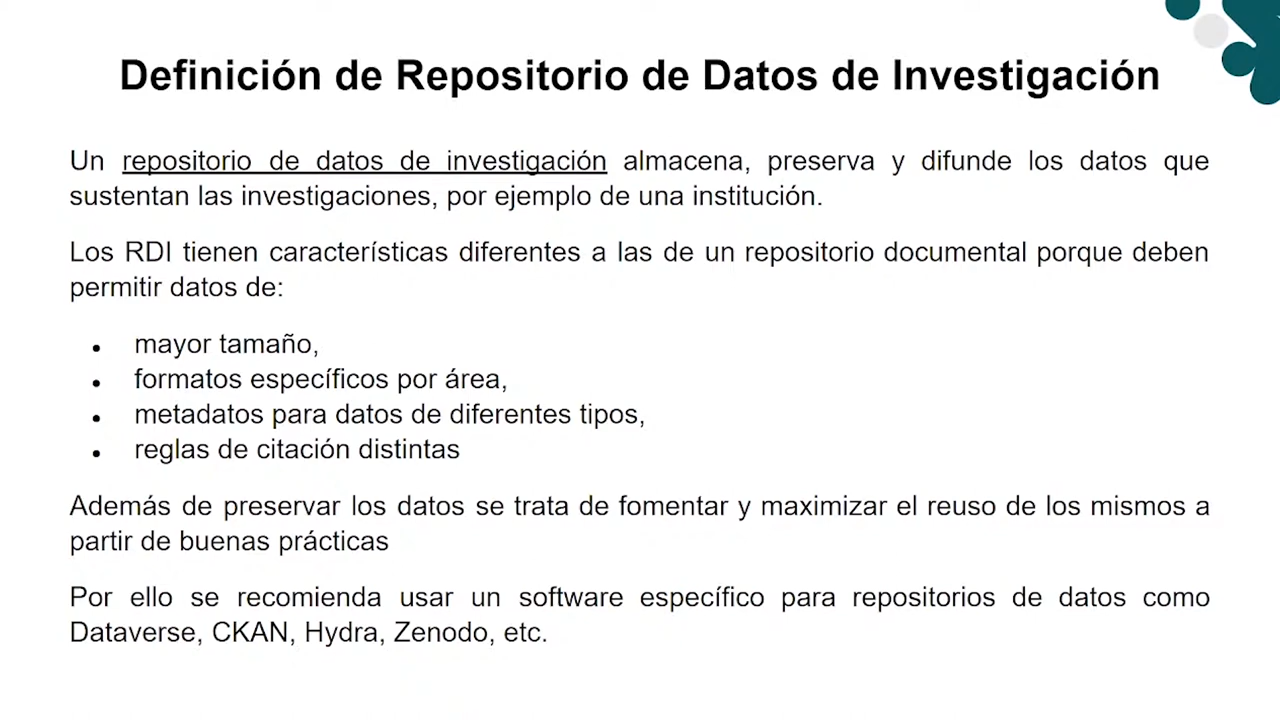 Definición de Repositorio de Datos de Investigación
Un repositorio de datos de investigación almacena, preserva y difunde los datos que
sustentan las investigaciones, por ejemplo de una institución.
Los RDI tienen características diferentes a las de un repositorio documental porque deben
permitir datos de:
• mayor tamaño,
• formatos específicos por área,
• metadatos para datos de diferentes tipos,
• reglas de citación distintas
Además de preservar los datos se trata de fomentar y maximizar el reuso de los mismos a
partir de buenas prácticas
Por ello se recomienda usar un software específico para repositorios de datos como
Dataverse, CKAN, Hydra, Zenodo, etc.